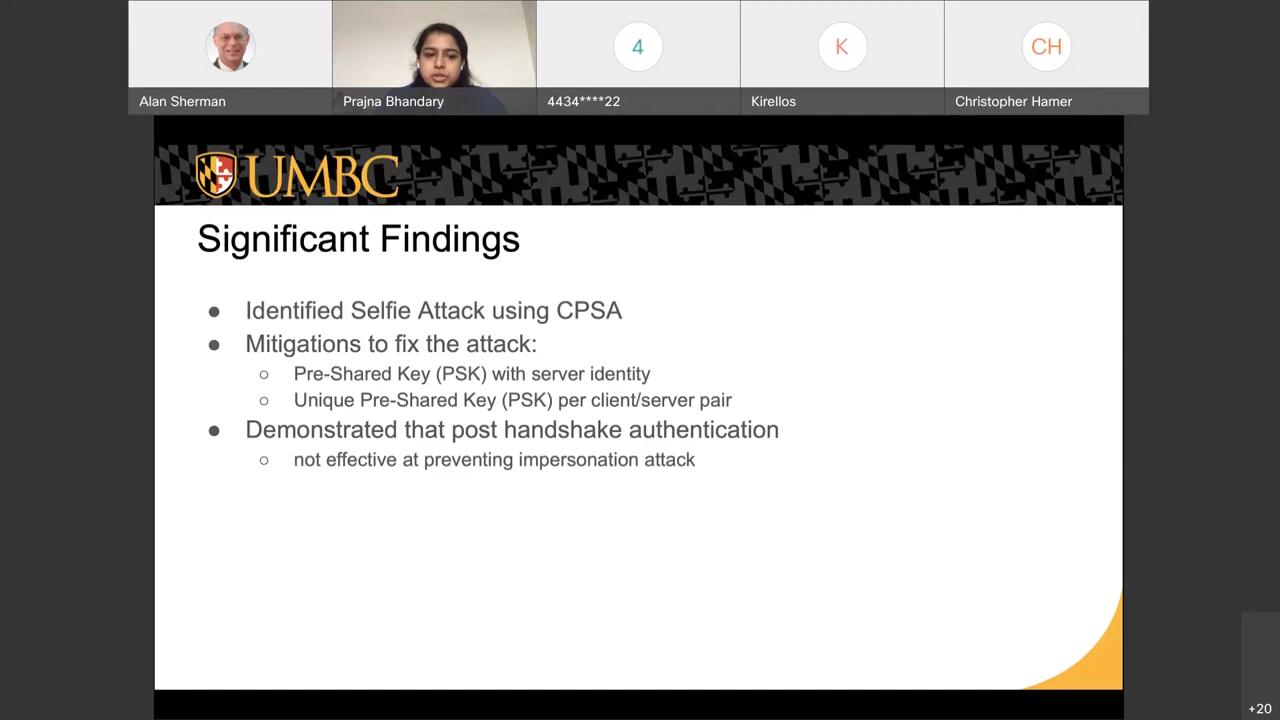 4
K
CH
Alan Sherman
Prajna Bhandary
4434****22
Kirellos
Christopher Hamer
UMBC
Significant Findings
● Identified Selfie Attack using CPSA
● Mitigations to fix the attack:
○ Pre-Shared Key (PSK) with server identity
○ Unique Pre-Shared Key (PSK) per client/server pair
● Demonstrated that post handshake authentication
○ not effective at preventing impersonation attack
+20